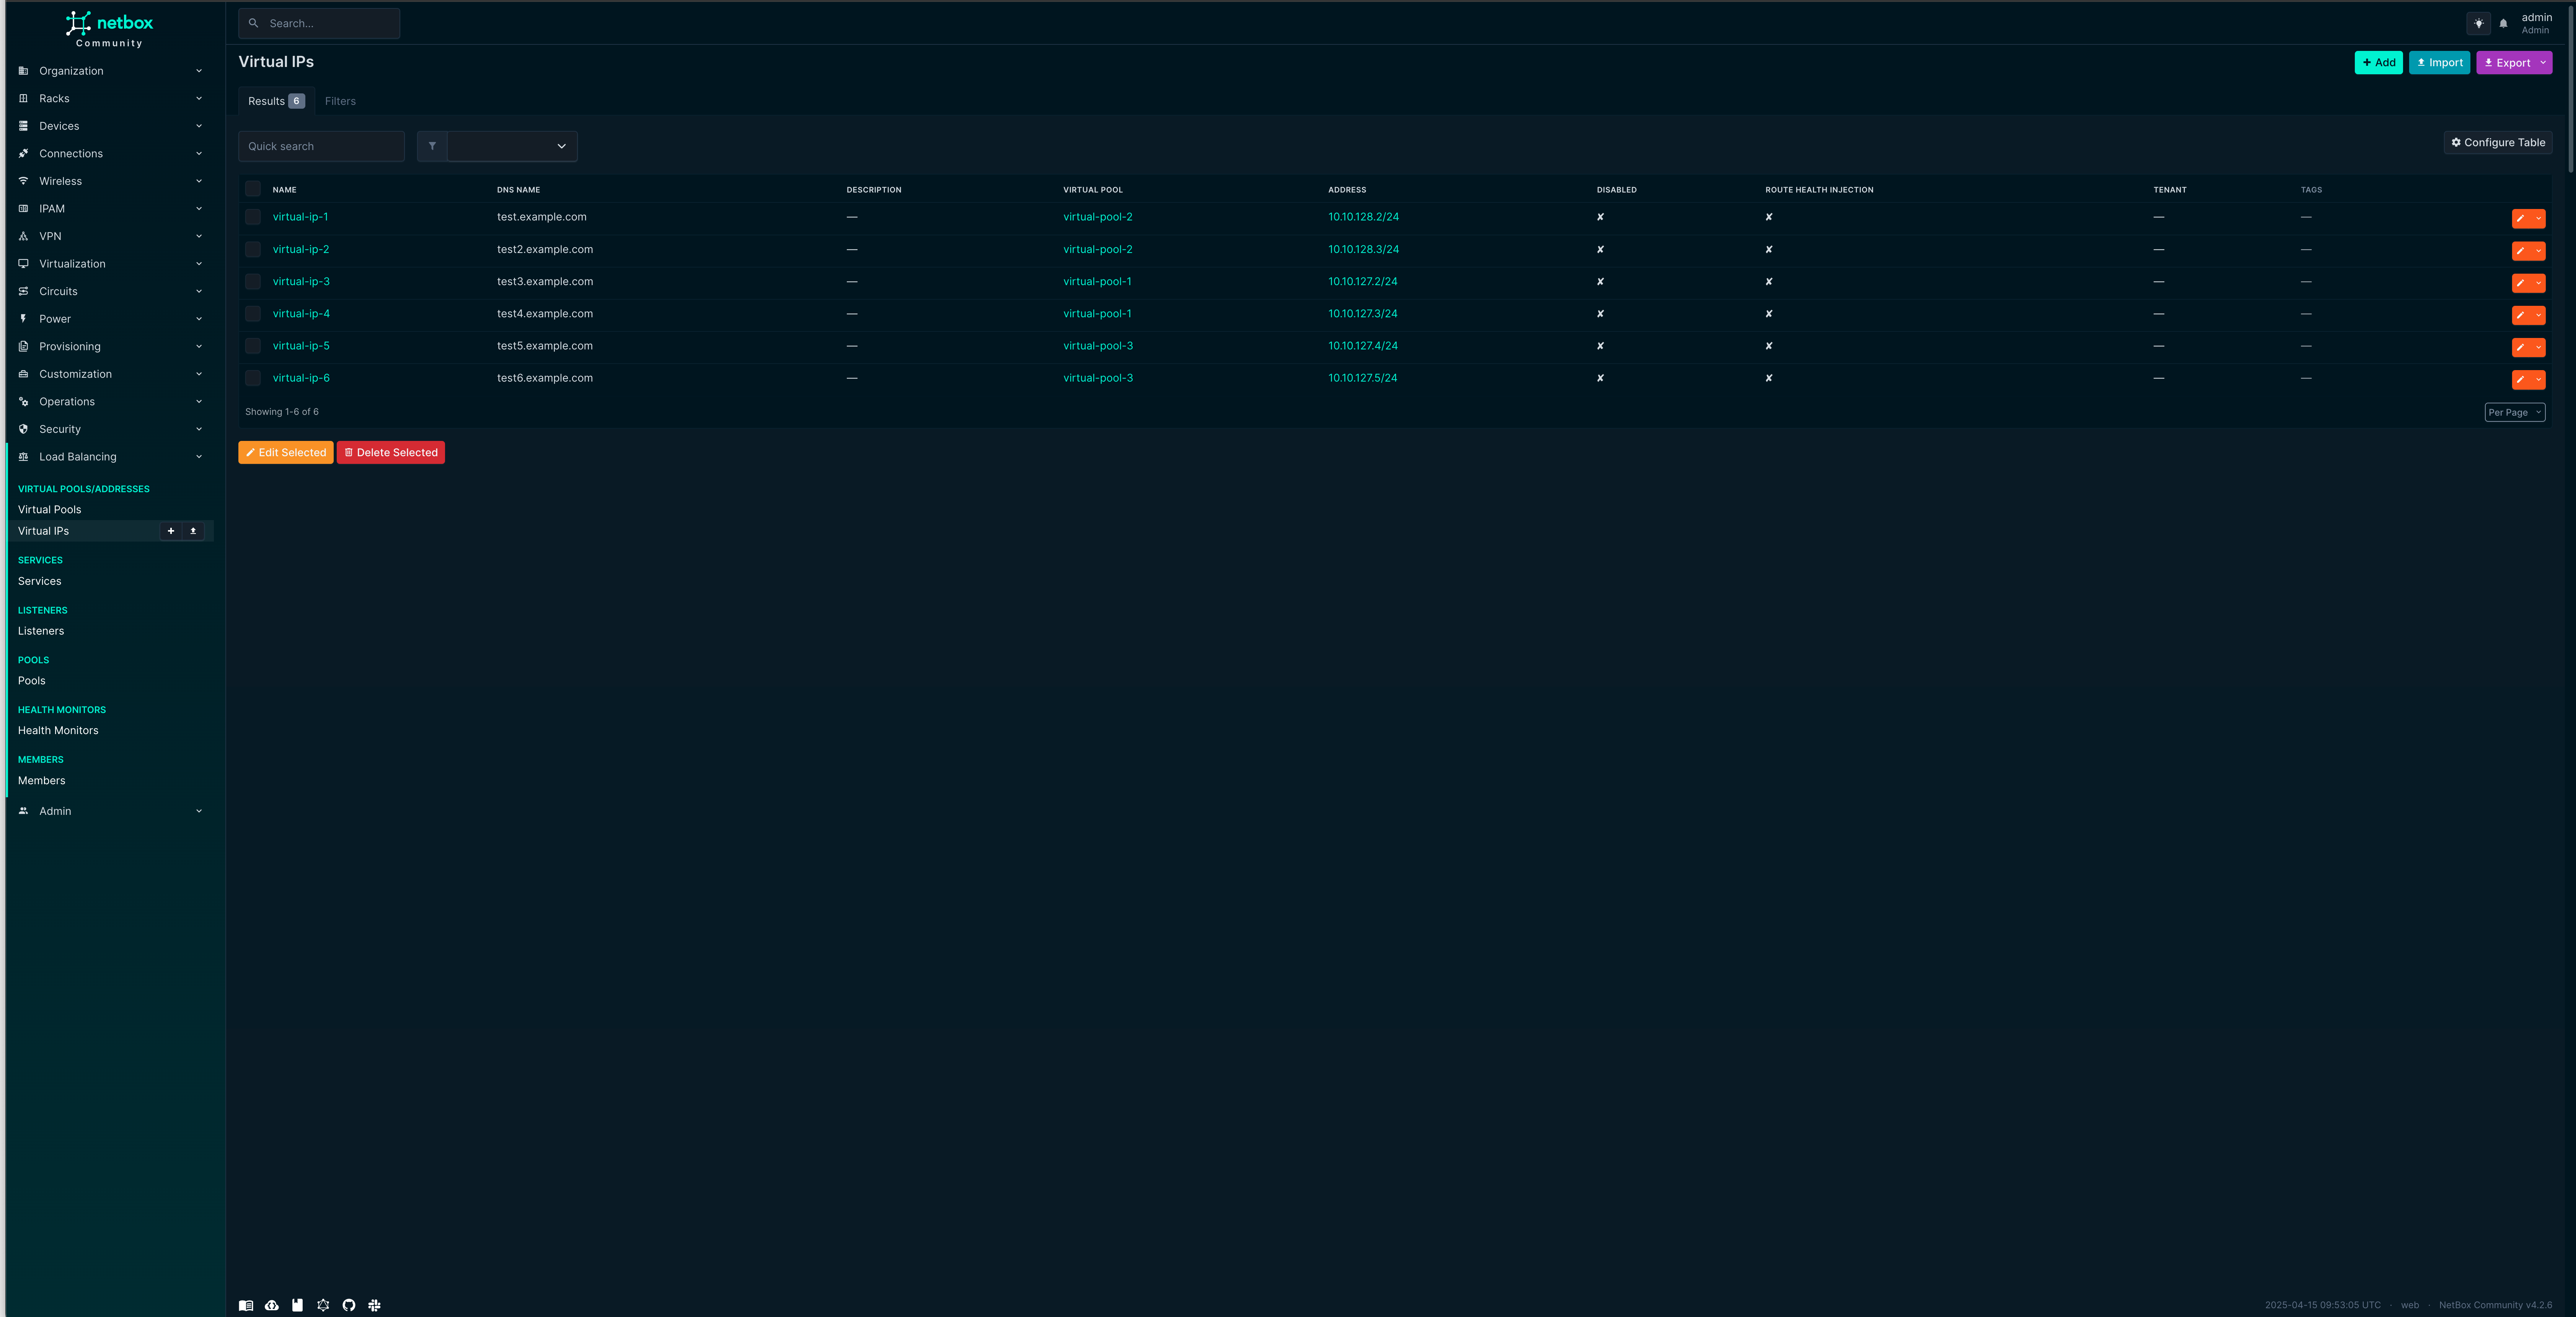 netbox
Community
Search...
admin
Admin
Organization
Racks
Devices
Connections
Wireless
IPAM
VPN
Virtualization
Circuits
Power
Provisioning
Customization
Operations
Security
Load Balancing
VIRTUAL POOLS/ADDRESSES
Virtual Pools
Virtual IPs
SERVICES
Services
LISTENERS
Listeners
POOLS
Pools
HEALTH MONITORS
Health Monitors
MEMBERS
Members
Admin
Virtual IPs
+ Add Import Export
Results 6 Filters
Quick search
Configure Table
NAME DNS NAME DESCRIPTION VIRTUAL POOL ADDRESS DISABLED ROUTE HEALTH INJECTION TENANT TAGS
virtual-ip-1 test.example.com — virtual-pool-2 10.10.128.2/24 ✘ ✘ — —
virtual-ip-2 test2.example.com — virtual-pool-2 10.10.128.3/24 ✘ ✘ — —
virtual-ip-3 test3.example.com — virtual-pool-1 10.10.127.2/24 ✘ ✘ — —
virtual-ip-4 test4.example.com — virtual-pool-1 10.10.127.3/24 ✘ ✘ — —
virtual-ip-5 test5.example.com — virtual-pool-3 10.10.127.4/24 ✘ ✘ — —
virtual-ip-6 test6.example.com — virtual-pool-3 10.10.127.5/24 ✘ ✘ — —
Showing 1-6 of 6
Per Page
Edit Selected Delete Selected
2025-04-15 09:53:05 UTC · web · NetBox Community v4.2.6